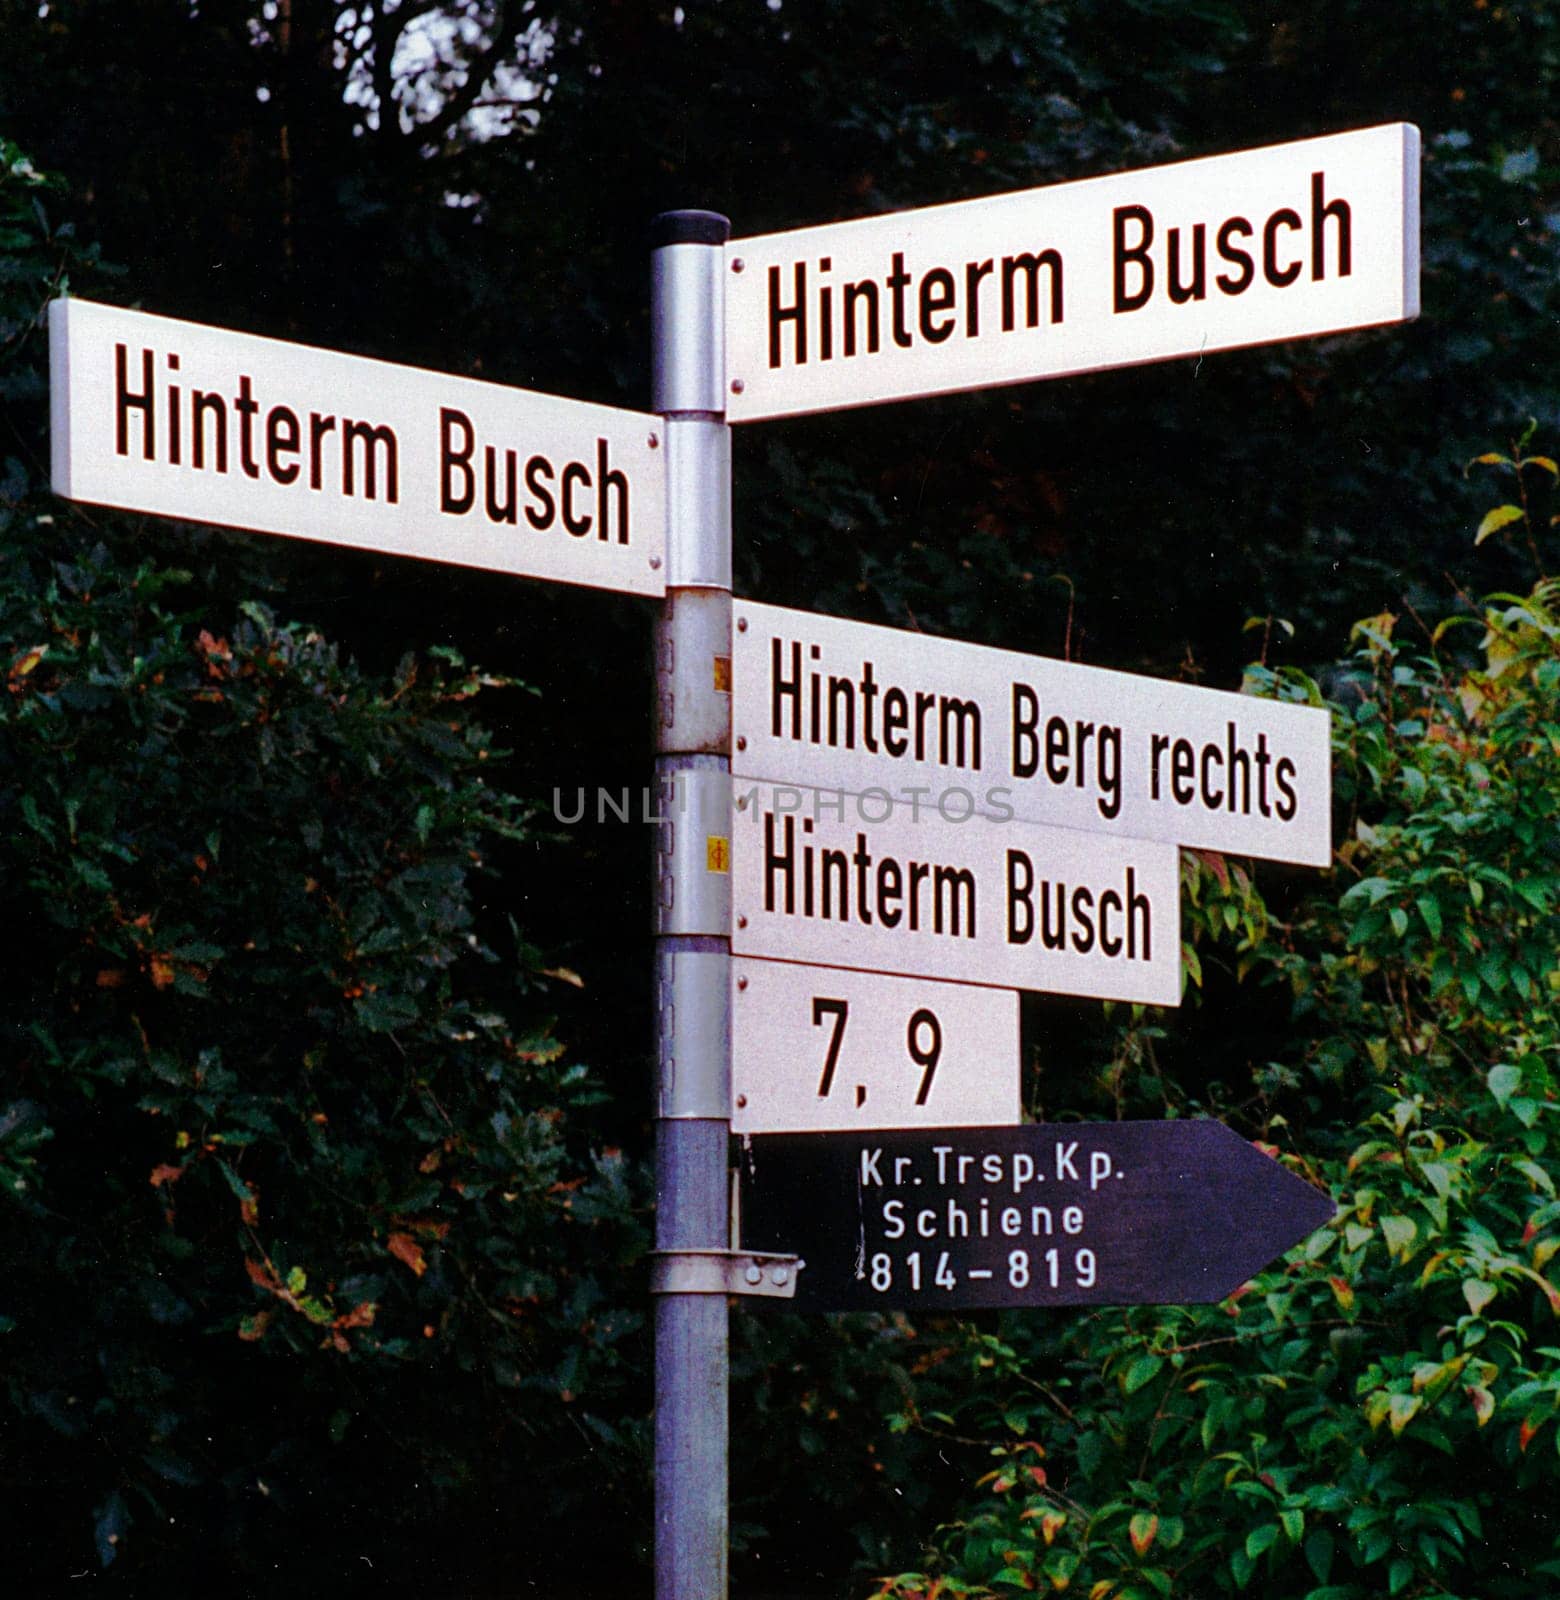 Hinterm Busch
Hinterm Busch
Hinterm Berg rechts
Hinterm Busch
7, 9
Kr.Trsp.Kp.
Schiene
814-819
UNLIMPHOTOS